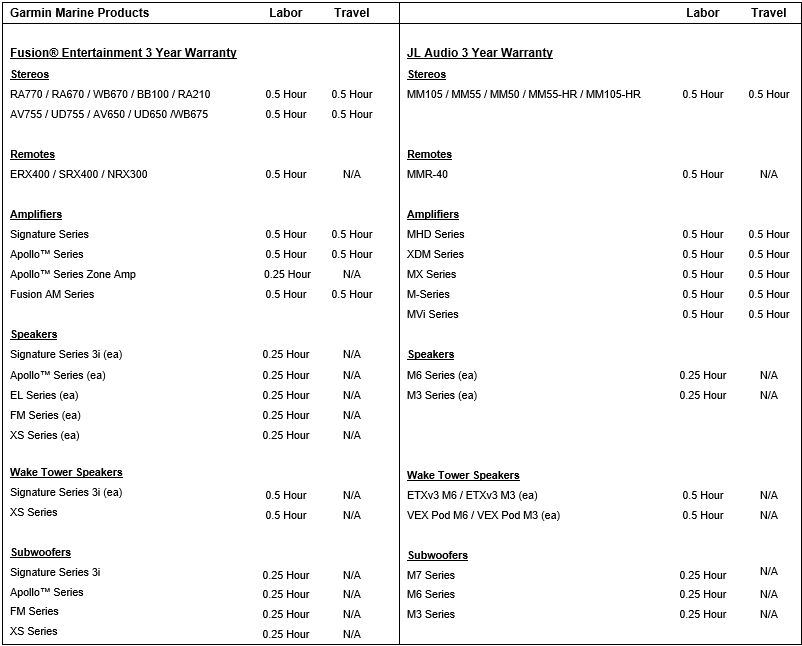 Garmin Marine Products Labor Travel
Fusion® Entertainment 3 Year Warranty
Stereos
RA770 / RA670 / WB670 / BB100 / RA210 0.5 Hour 0.5 Hour
AV755 / UD755 / AV650 / UD650 /WB675 0.5 Hour 0.5 Hour
Remotes
ERX400 / SRX400 / NRX300 0.5 Hour N/A
Amplifiers
Signature Series 0.5 Hour 0.5 Hour
Apollo™ Series 0.5 Hour 0.5 Hour
Apollo™ Series Zone Amp 0.25 Hour N/A
Fusion AM Series 0.5 Hour 0.5 Hour
Speakers
Signature Series 3i (ea) 0.25 Hour N/A
Apollo™ Series (ea) 0.25 Hour N/A
EL Series (ea) 0.25 Hour N/A
FM Series (ea) 0.25 Hour N/A
XS Series (ea) 0.25 Hour N/A
Wake Tower Speakers
Signature Series 3i (ea) 0.5 Hour N/A
XS Series 0.5 Hour N/A
Subwoofers
Signature Series 3i 0.25 Hour N/A
Apollo™ Series 0.25 Hour N/A
FM Series 0.25 Hour N/A
XS Series 0.25 Hour N/A
Labor Travel
JL Audio 3 Year Warranty
Stereos
MM105 / MM55 / MM50 / MM55-HR / MM105-HR 0.5 Hour 0.5 Hour
Remotes
MMR-40 0.5 Hour N/A
Amplifiers
MHD Series 0.5 Hour 0.5 Hour
XDM Series 0.5 Hour 0.5 Hour
MX Series 0.5 Hour 0.5 Hour
M-Series 0.5 Hour 0.5 Hour
MVi Series 0.5 Hour 0.5 Hour
Speakers
M6 Series (ea) 0.25 Hour N/A
M3 Series (ea) 0.25 Hour N/A
Wake Tower Speakers
ETXv3 M6 / ETXv3 M3 (ea) 0.5 Hour N/A
VEX Pod M6 / VEX Pod M3 (ea) 0.5 Hour N/A
Subwoofers
M7 Series 0.25 Hour N/A
M6 Series 0.25 Hour N/A
M3 Series 0.25 Hour N/A